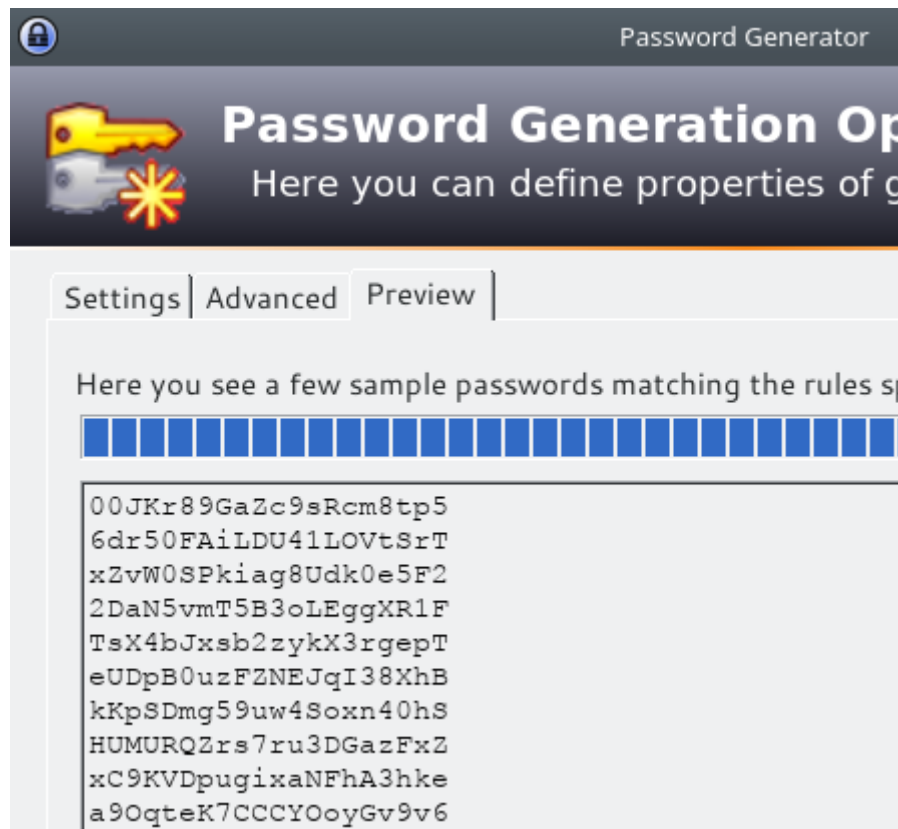 Password Generator
Password Generation Op
Here you can define properties of g
Settings Advanced Preview
Here you see a few sample passwords matching the rules sp
00JKr89GaZc9sRcm8tp5
6dr50FAiLDU41LOVtSrT
xZvW0SPkiag8Udk0e5F2
2DaN5vmT5B3oLEggXR1F
TsX4bJxsb2zykX3rgepT
eUDpB0uzFZNEJqI38XhB
kKpSDmg59uw4Soxn40hS
HUMURQZrs7ru3DGazFxZ
xC9KVDpugixaNFhA3hke
a9OqteK7CCCYOoyGv9v6